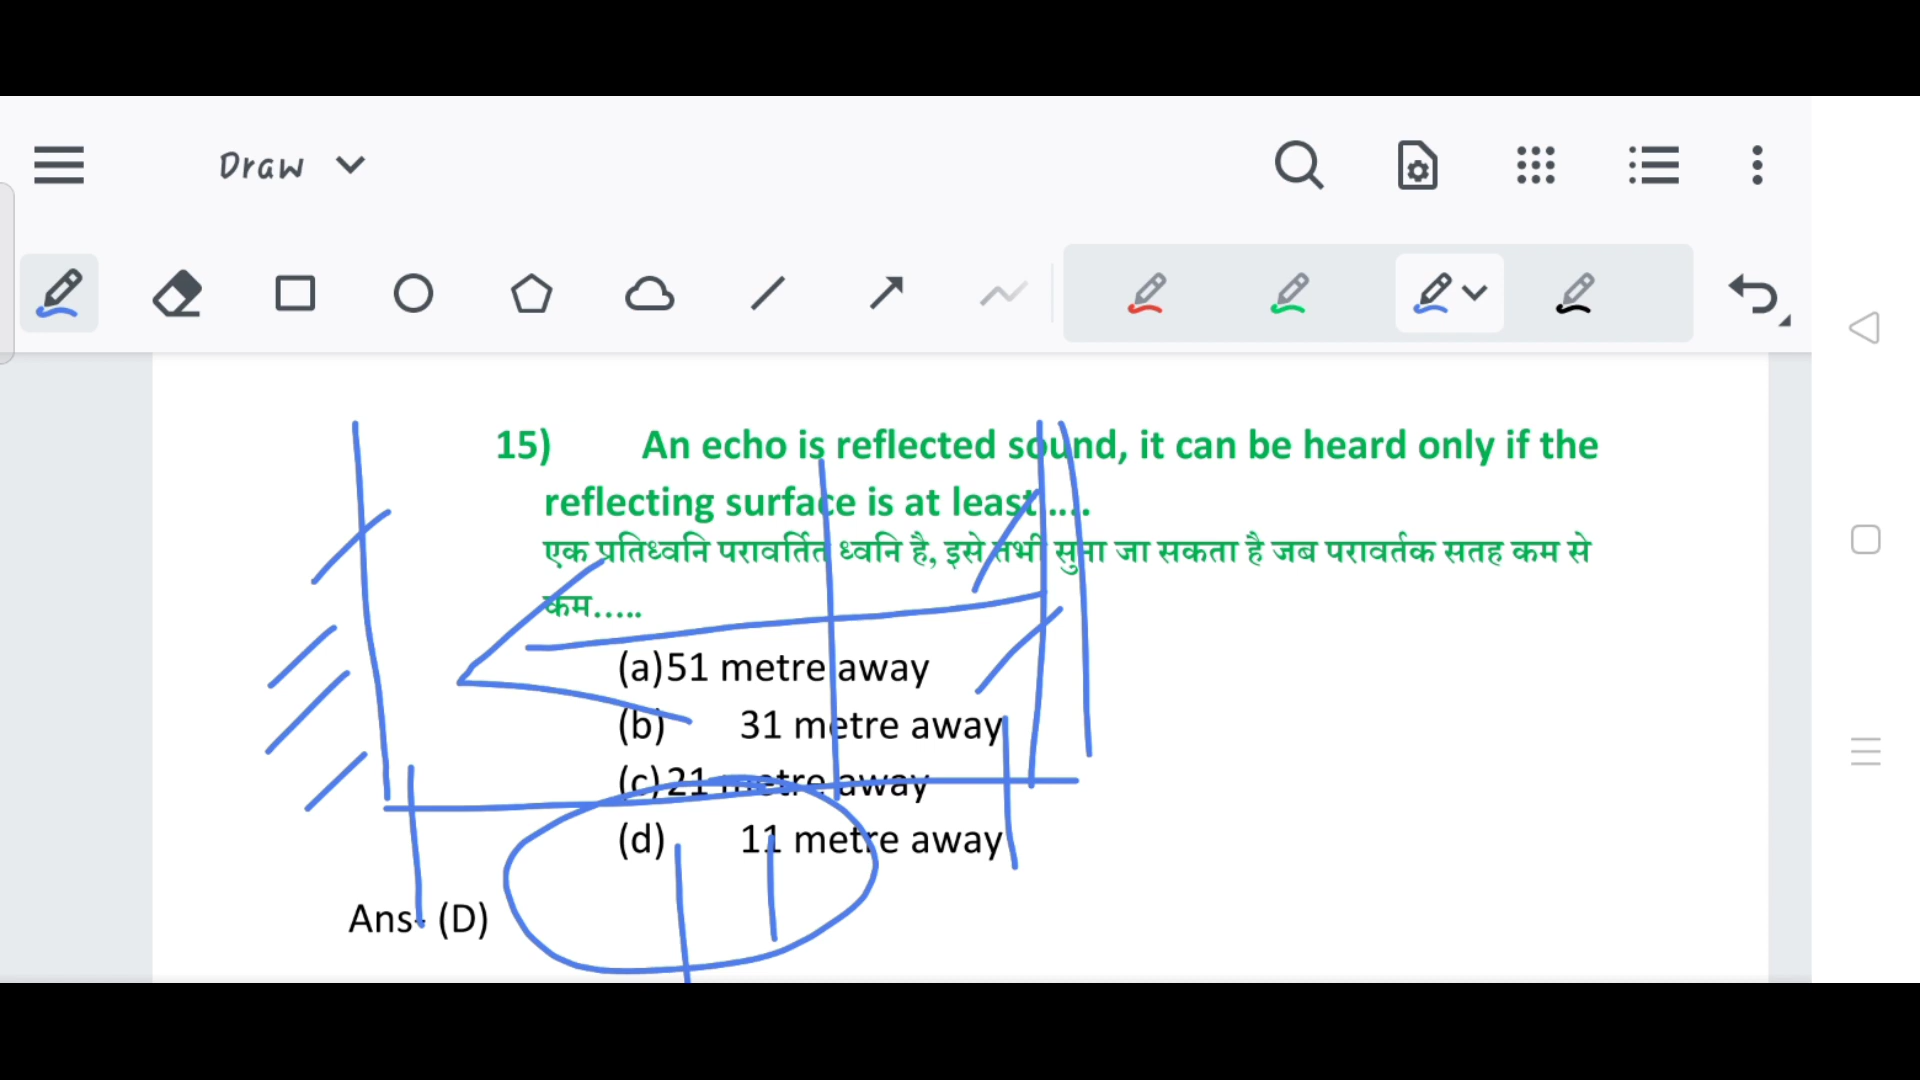 Draw
15) An echo is reflected sound, it can be heard only if the
reflecting surface is at least....
एक प्रतिध्वनि परावर्तित ध्वनि है, इसे तभी सुना जा सकता है जब परावर्तक सतह कम से
कम.....
(a)51 metre away
(b) 31 metre away
(c)21 metre away
(d) 11 metre away
Ans- (D)
11